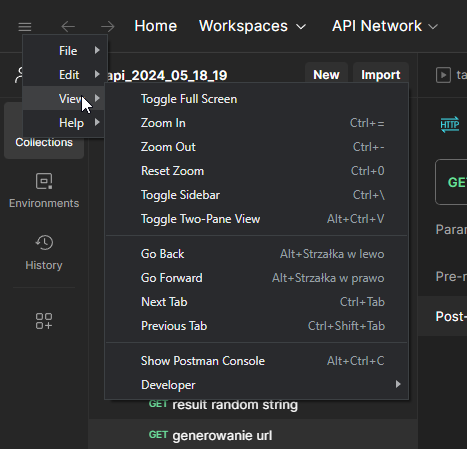 Home Workspaces API Network
File
Edit
View
Help
api_2024_05_18_19 New Import
Collections
Environments
History
Toggle Full Screen
Zoom In Ctrl+=
Zoom Out Ctrl+-
Reset Zoom Ctrl+0
Toggle Sidebar Ctrl+\
Toggle Two-Pane View Alt+Ctrl+V
Go Back Alt+Strzałka w lewo
Go Forward Alt+Strzałka w prawo
Next Tab Ctrl+Tab
Previous Tab Ctrl+Shift+Tab
Show Postman Console Alt+Ctrl+C
Developer
GET result random string
GET generowanie url
ta
HTTP
GE
Paran
Pre-r
Post-